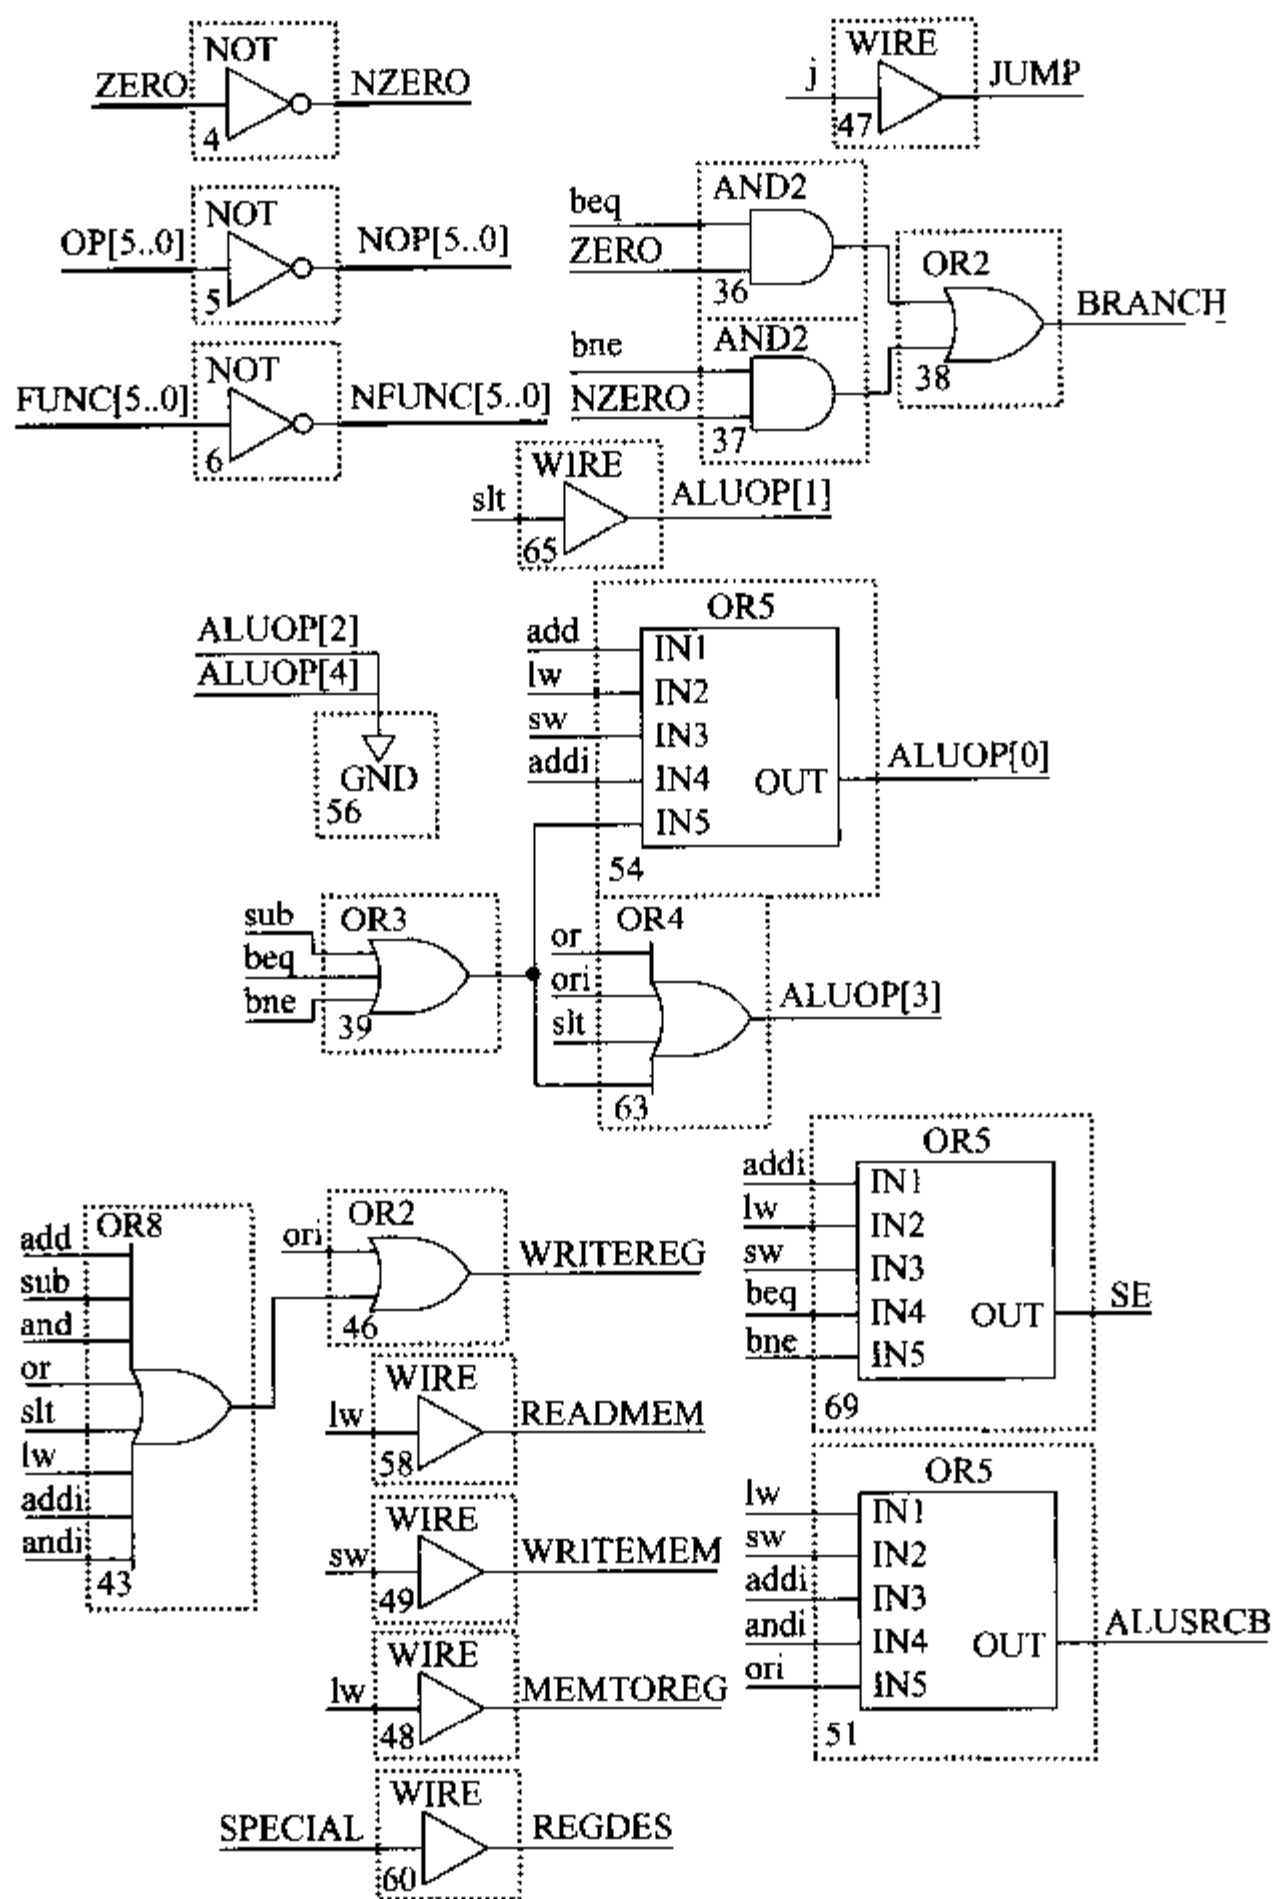 NOT
ZERO
NZERO
4
WIRE
j
JUMP
47
NOT
OP[5..0]
NOP[5..0]
5
AND2
beq
ZERO
36
OR2
BRANCH
38
NOT
FUNC[5..0]
NFUNC[5..0]
6
AND2
bne
NZERO
37
WIRE
slt
ALUOP[1]
65
ALUOP[2]
ALUOP[4]
GND
56
OR5
add
IN1
lw
IN2
sw
IN3
addi
IN4
OUT
ALUOP[0]
IN5
54
OR3
sub
beq
bne
39
OR4
or
ori
slt
ALUOP[3]
63
OR8
add
sub
and
or
slt
lw
addi
andi
43
OR2
ori
WRITEREG
46
WIRE
lw
READMEM
58
WIRE
sw
WRITEMEM
49
WIRE
lw
MEMTOREG
48
WIRE
SPECIAL
REGDES
60
OR5
addi
IN1
lw
IN2
sw
IN3
beq
IN4
OUT
SE
bne
IN5
69
OR5
lw
IN1
sw
IN2
addi
IN3
andi
IN4
OUT
ALUSRCB
ori
IN5
51